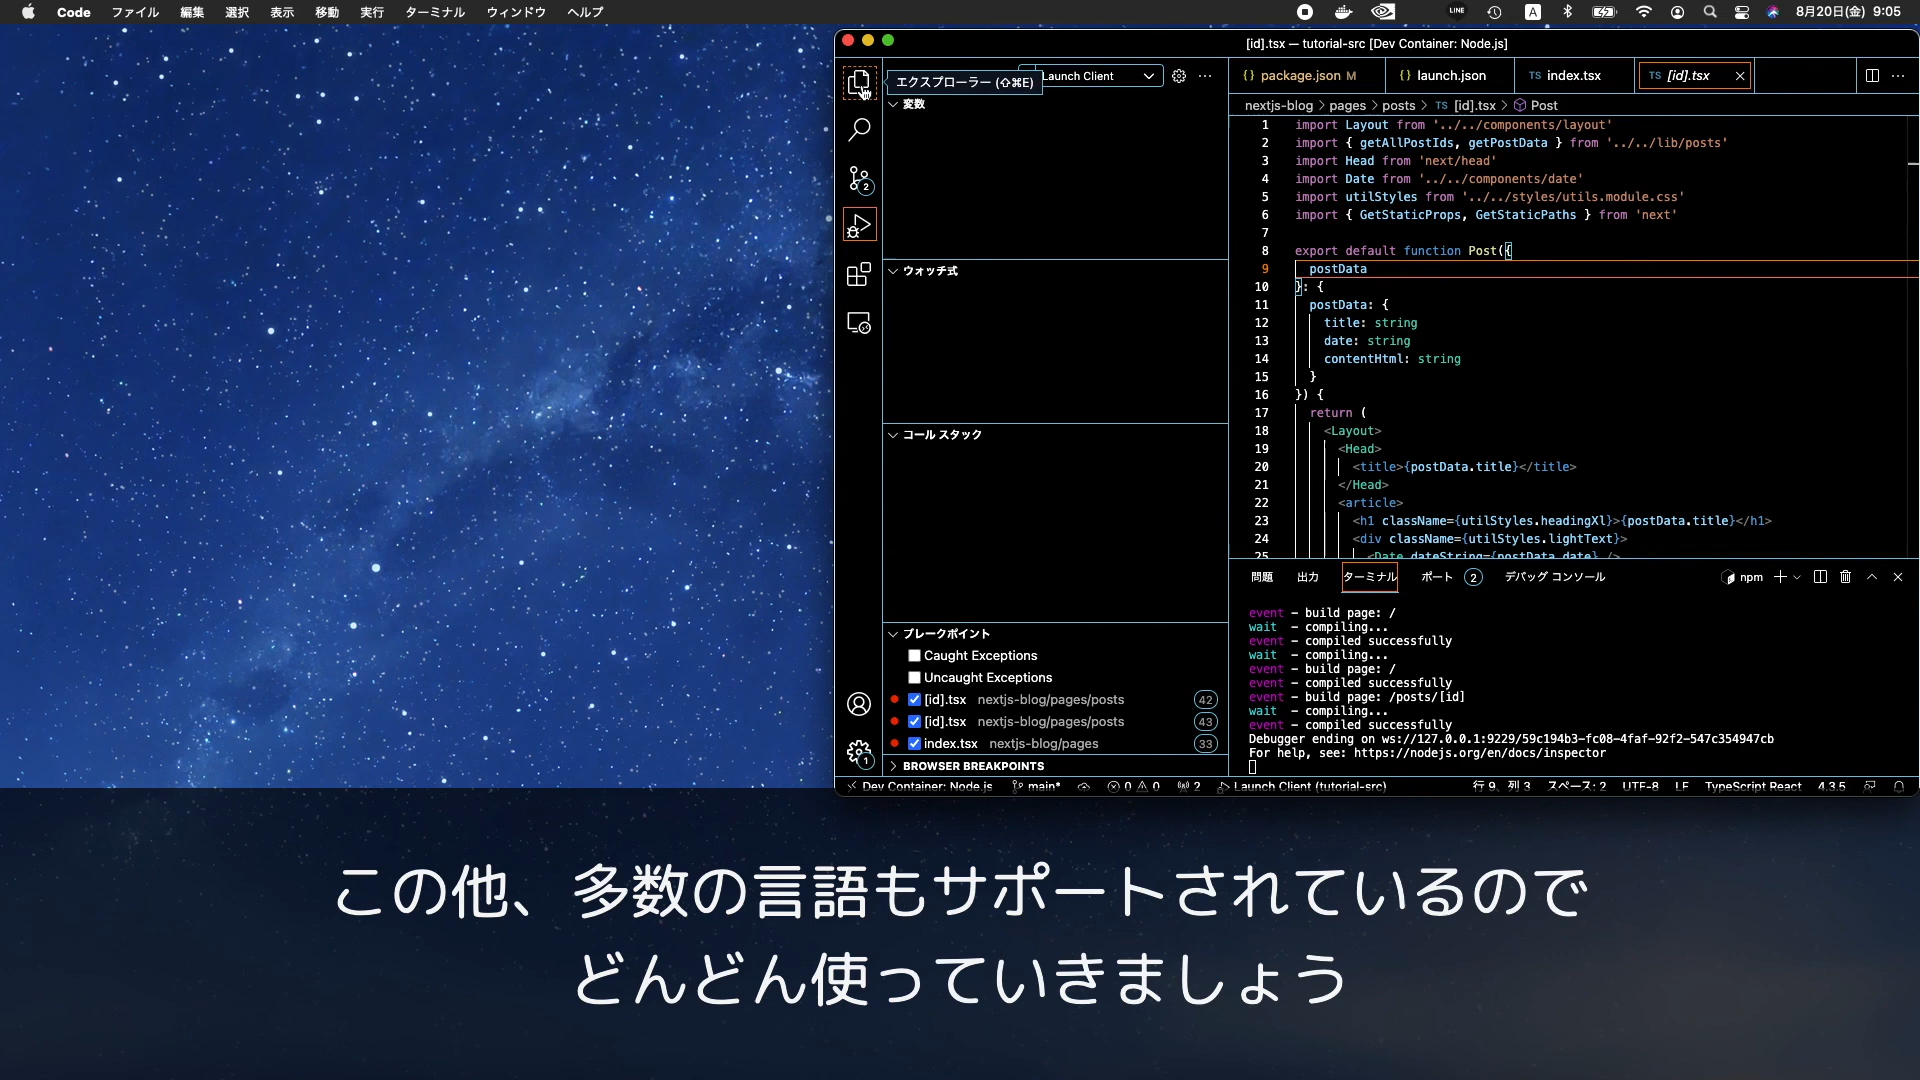 Code ファイル 編集 選択 表示 移動 実行 ターミナル ウィンドウ ヘルプ LINE A 8月20日(金) 9:05
[id].tsx — tutorial-src [Dev Container: Node.js]
エクスプローラー (⇧⌘E) Launch Client
{} package.json M {} launch.json TS index.tsx TS [id].tsx
nextjs-blog > pages > posts > TS [id].tsx > Post
変数
ウォッチ式
コール スタック
ブレークポイント
Caught Exceptions
Uncaught Exceptions
[id].tsx nextjs-blog/pages/posts 42
[id].tsx nextjs-blog/pages/posts 43
index.tsx nextjs-blog/pages 33
BROWSER BREAKPOINTS
2
1
1 import Layout from '../../components/layout'
2 import { getAllPostIds, getPostData } from '../../lib/posts'
3 import Head from 'next/head'
4 import Date from '../../components/date'
5 import utilStyles from '../../styles/utils.module.css'
6 import { GetStaticProps, GetStaticPaths } from 'next'
7
8 export default function Post({
9 postData
10 }: {
11 postData: {
12 title: string
13 date: string
14 contentHtml: string
15 }
16 }) {
17 return (
18 <Layout>
19 <Head>
20 <title>{postData.title}</title>
21 </Head>
22 <article>
23 <h1 className={utilStyles.headingXl}>{postData.title}</h1>
24 <div className={utilStyles.lightText}>
25 <Date dateString={postData.date} />
問題 出力 ターミナル ポート 2 デバッグ コンソール npm
event - build page: /
wait - compiling...
event - compiled successfully
wait - compiling...
event - build page: /
event - compiled successfully
event - build page: /posts/[id]
wait - compiling...
event - compiled successfully
Debugger ending on ws://127.0.0.1:9229/59c194b3-fc08-4faf-92f2-547c354947cb
For help, see: https://nodejs.org/en/docs/inspector
Dev Container: Node.js main* 0 0 2 Launch Client (tutorial-src) 行 9、列 3 スペース: 2 UTF-8 LF TypeScript React 4.3.5
この他、多数の言語もサポートされているので
どんどん使っていきましょう